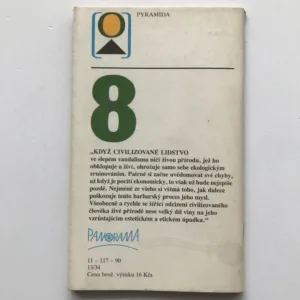 PYRAMIDA
8
„KDYŽ CIVILIZOVANÉ LIDSTVO
ve slepém vandalismu ničí živou přírodu, jež ho
obklopuje a živí, ohrožuje samo sebe ekologickým
zruinováním. Patrně si začne uvědomovat své chyby,
až když je pocítí ekonomicky, to však už bude nejspíše
pozdě. Nejméně ze všeho si všímá toho, jak dalece
poškozuje tento barbarský proces jeho mysl.
Všeobecné a rychle se šířící odcizení civilizovaného
člověka živé přírodě nese velký díl viny na jeho
vzrůstajícím estetickém a etickém úpadku."
PANORAMA
11 – 117 – 90
13/34
Cena brož. výtisku 16 Kčs